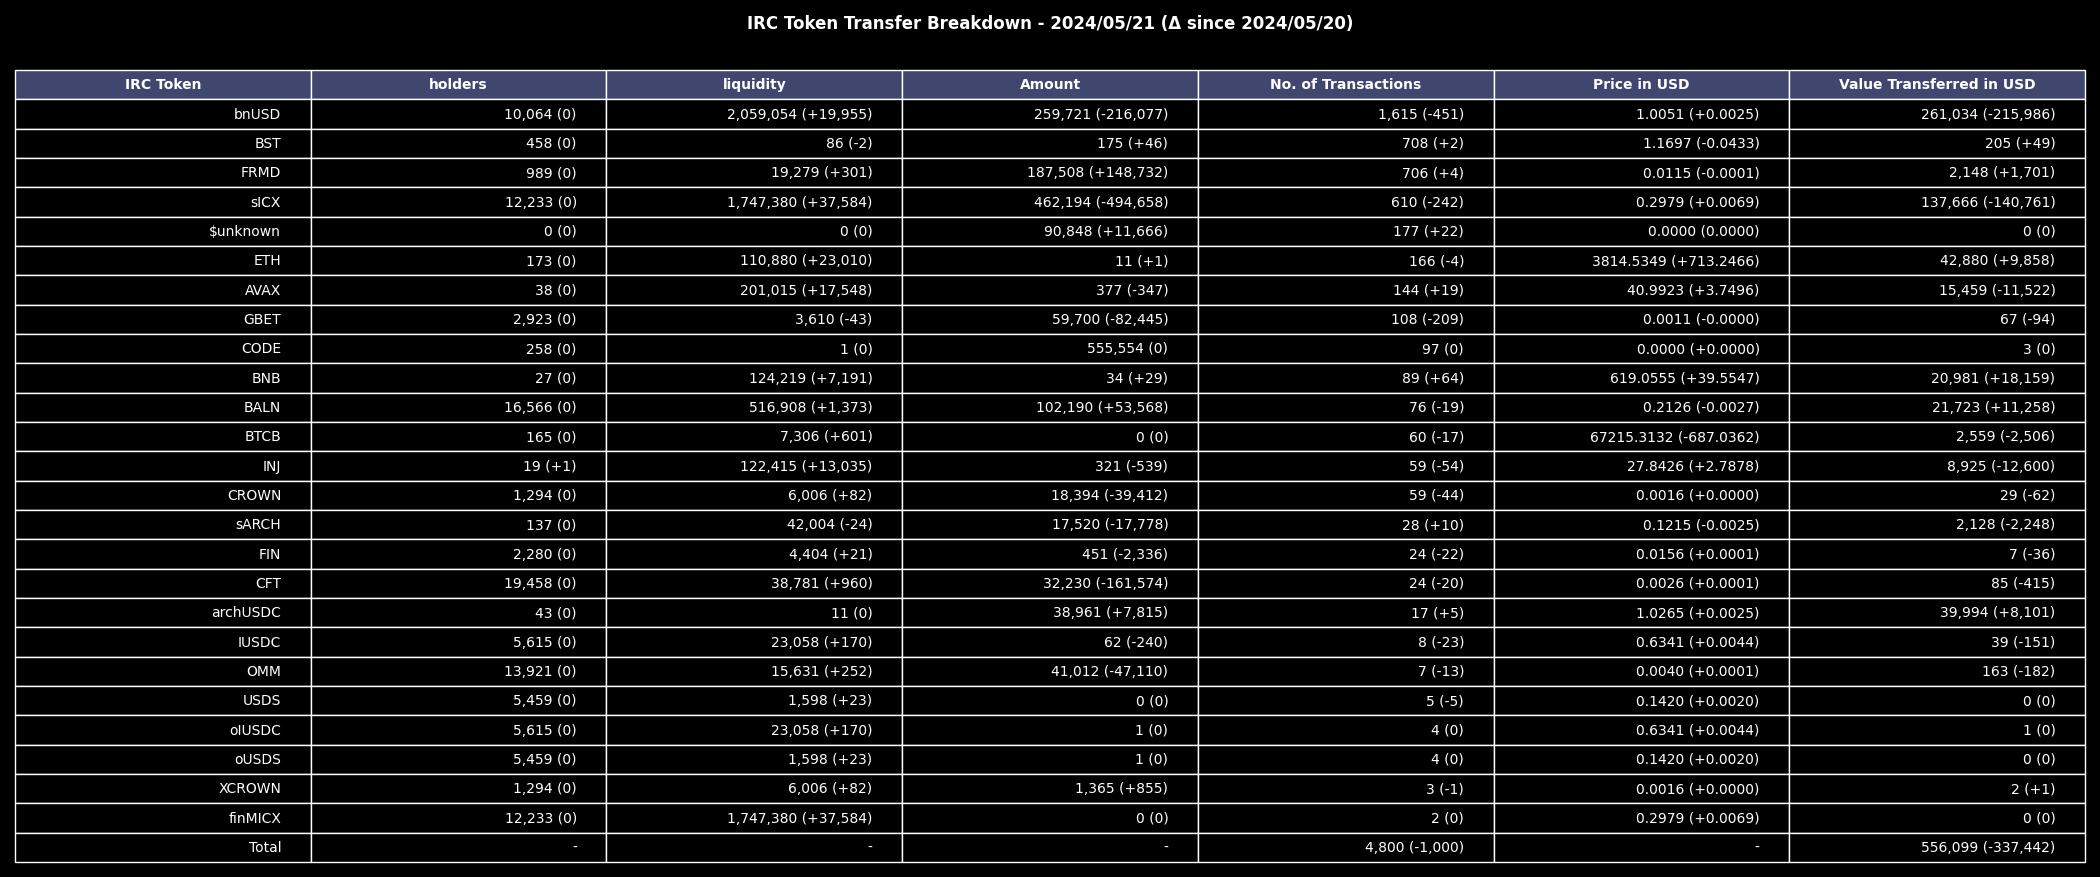 IRC Token Transfer Breakdown - 2024/05/21 (Δ since 2024/05/20)
IRC Token holders liquidity Amount No. of Transactions Price in USD Value Transferred in USD
bnUSD 10,064 (0) 2,059,054 (+19,955) 259,721 (-216,077) 1,615 (-451) 1.0051 (+0.0025) 261,034 (-215,986)
BST 458 (0) 86 (-2) 175 (+46) 708 (+2) 1.1697 (-0.0433) 205 (+49)
FRMD 989 (0) 19,279 (+301) 187,508 (+148,732) 706 (+4) 0.0115 (-0.0001) 2,148 (+1,701)
sICX 12,233 (0) 1,747,380 (+37,584) 462,194 (-494,658) 610 (-242) 0.2979 (+0.0069) 137,666 (-140,761)
$unknown 0 (0) 0 (0) 90,848 (+11,666) 177 (+22) 0.0000 (0.0000) 0 (0)
ETH 173 (0) 110,880 (+23,010) 11 (+1) 166 (-4) 3814.5349 (+713.2466) 42,880 (+9,858)
AVAX 38 (0) 201,015 (+17,548) 377 (-347) 144 (+19) 40.9923 (+3.7496) 15,459 (-11,522)
GBET 2,923 (0) 3,610 (-43) 59,700 (-82,445) 108 (-209) 0.0011 (-0.0000) 67 (-94)
CODE 258 (0) 1 (0) 555,554 (0) 97 (0) 0.0000 (+0.0000) 3 (0)
BNB 27 (0) 124,219 (+7,191) 34 (+29) 89 (+64) 619.0555 (+39.5547) 20,981 (+18,159)
BALN 16,566 (0) 516,908 (+1,373) 102,190 (+53,568) 76 (-19) 0.2126 (-0.0027) 21,723 (+11,258)
BTCB 165 (0) 7,306 (+601) 0 (0) 60 (-17) 67215.3132 (-687.0362) 2,559 (-2,506)
INJ 19 (+1) 122,415 (+13,035) 321 (-539) 59 (-54) 27.8426 (+2.7878) 8,925 (-12,600)
CROWN 1,294 (0) 6,006 (+82) 18,394 (-39,412) 59 (-44) 0.0016 (+0.0000) 29 (-62)
sARCH 137 (0) 42,004 (-24) 17,520 (-17,778) 28 (+10) 0.1215 (-0.0025) 2,128 (-2,248)
FIN 2,280 (0) 4,404 (+21) 451 (-2,336) 24 (-22) 0.0156 (+0.0001) 7 (-36)
CFT 19,458 (0) 38,781 (+960) 32,230 (-161,574) 24 (-20) 0.0026 (+0.0001) 85 (-415)
archUSDC 43 (0) 11 (0) 38,961 (+7,815) 17 (+5) 1.0265 (+0.0025) 39,994 (+8,101)
IUSDC 5,615 (0) 23,058 (+170) 62 (-240) 8 (-23) 0.6341 (+0.0044) 39 (-151)
OMM 13,921 (0) 15,631 (+252) 41,012 (-47,110) 7 (-13) 0.0040 (+0.0001) 163 (-182)
USDS 5,459 (0) 1,598 (+23) 0 (0) 5 (-5) 0.1420 (+0.0020) 0 (0)
oIUSDC 5,615 (0) 23,058 (+170) 1 (0) 4 (0) 0.6341 (+0.0044) 1 (0)
oUSDS 5,459 (0) 1,598 (+23) 1 (0) 4 (0) 0.1420 (+0.0020) 0 (0)
XCROWN 1,294 (0) 6,006 (+82) 1,365 (+855) 3 (-1) 0.0016 (+0.0000) 2 (+1)
finMICX 12,233 (0) 1,747,380 (+37,584) 0 (0) 2 (0) 0.2979 (+0.0069) 0 (0)
Total - - - 4,800 (-1,000) - 556,099 (-337,442)